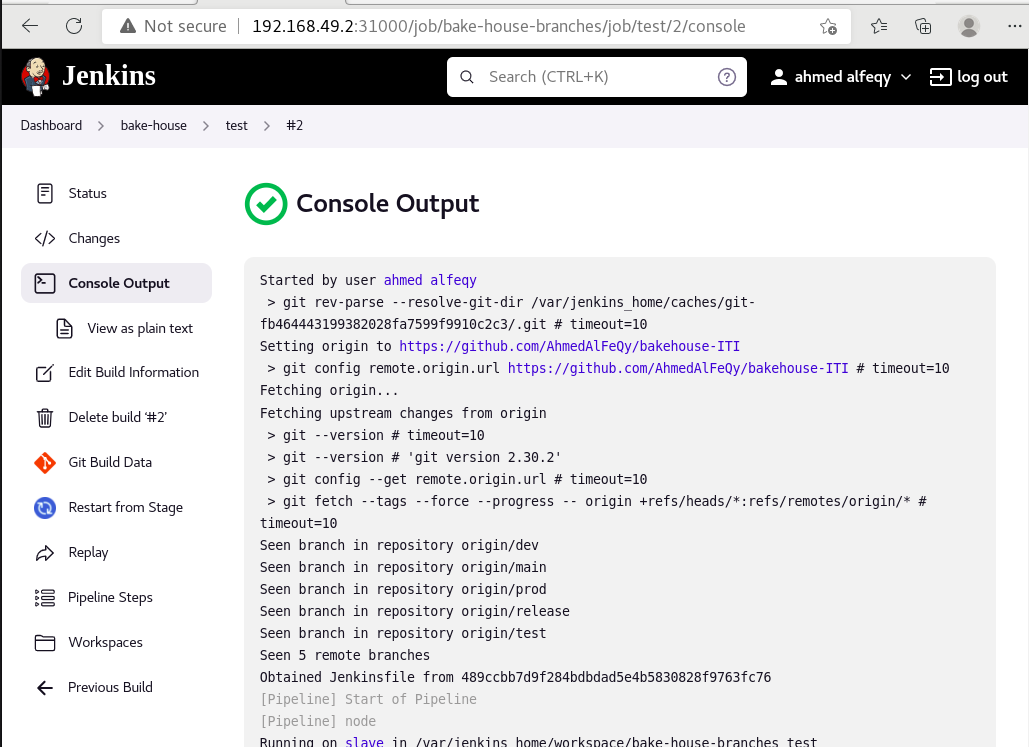 Not secure 192.168.49.2:31000/job/bake-house-branches/job/test/2/console
Jenkins
Search (CTRL+K)
ahmed alfeqy
log out
Dashboard > bake-house > test > #2
Status
Changes
Console Output
View as plain text
Edit Build Information
Delete build ‘#2’
Git Build Data
Restart from Stage
Replay
Pipeline Steps
Workspaces
Previous Build
Console Output
Started by user ahmed alfeqy
> git rev-parse --resolve-git-dir /var/jenkins_home/caches/git-
fb464443199382028fa7599f9910c2c3/.git # timeout=10
Setting origin to https://github.com/AhmedAlFeQy/bakehouse-ITI
> git config remote.origin.url https://github.com/AhmedAlFeQy/bakehouse-ITI # timeout=10
Fetching origin...
Fetching upstream changes from origin
> git --version # timeout=10
> git --version # 'git version 2.30.2'
> git config --get remote.origin.url # timeout=10
> git fetch --tags --force --progress -- origin +refs/heads/*:refs/remotes/origin/* #
timeout=10
Seen branch in repository origin/dev
Seen branch in repository origin/main
Seen branch in repository origin/prod
Seen branch in repository origin/release
Seen branch in repository origin/test
Seen 5 remote branches
Obtained Jenkinsfile from 489ccbb7d9f284bdbdad5e4b5830828f9763fc76
[Pipeline] Start of Pipeline
[Pipeline] node
Running on slave in /var/jenkins_home/workspace/bake-house-branches_test